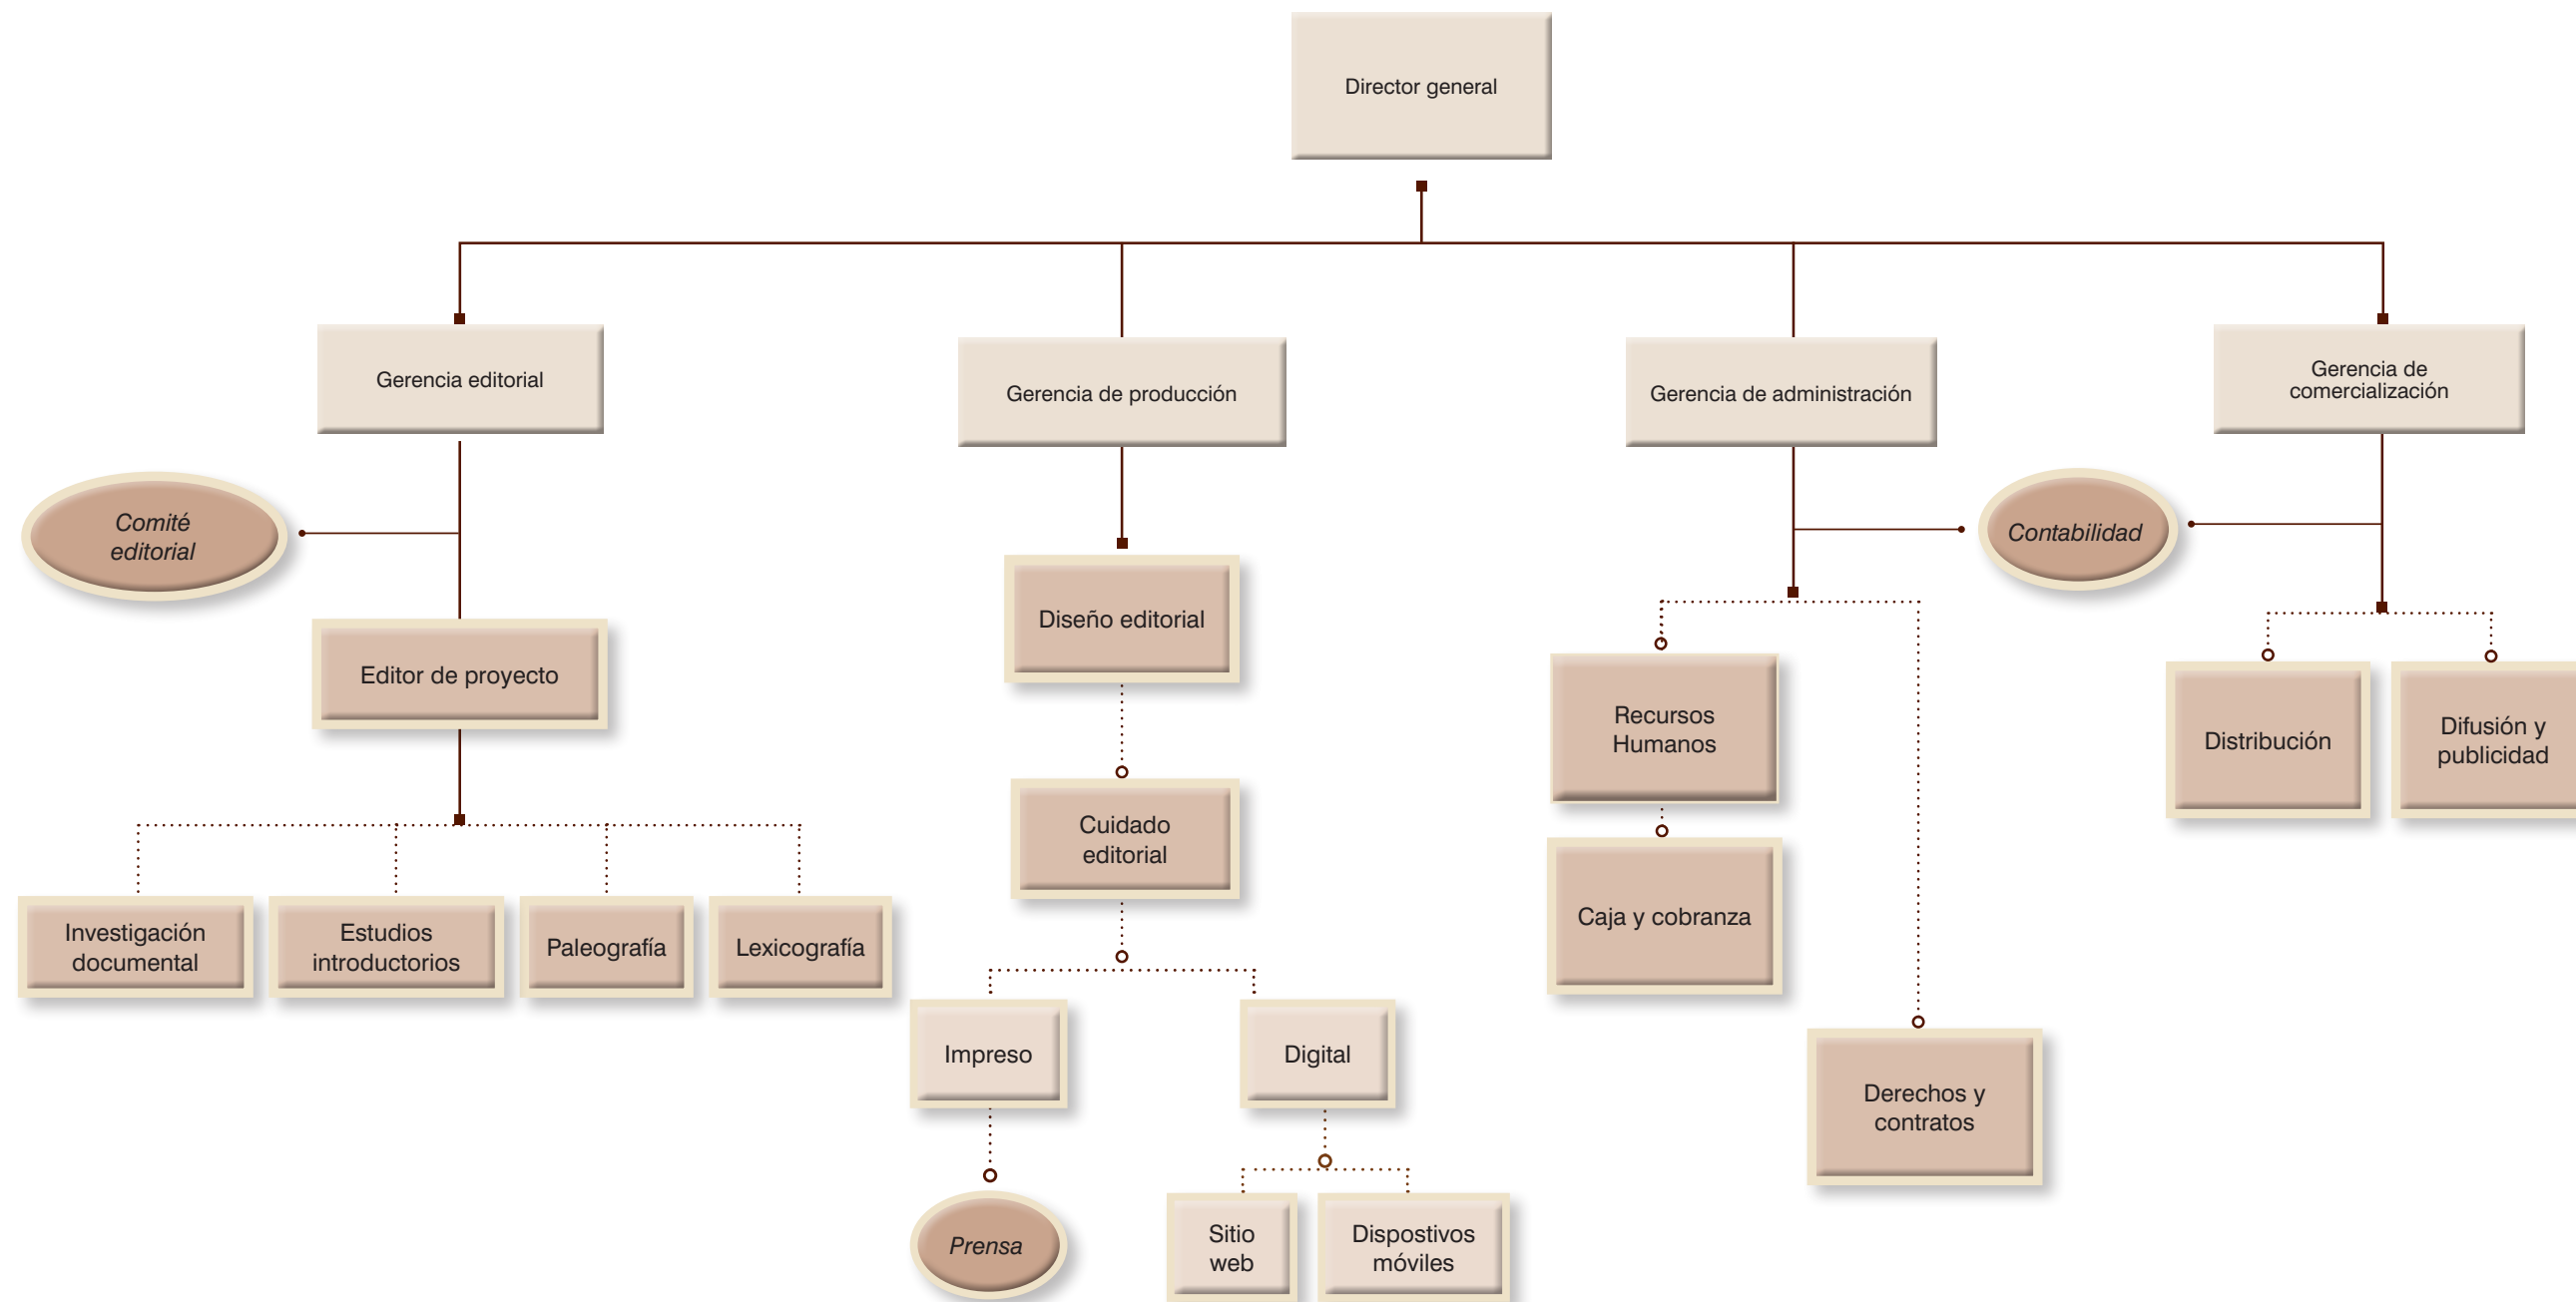 Director general
Gerencia editorial
Gerencia de producción
Gerencia de administración
Gerencia de
comercialización
Comité
editorial
Contabilidad
Editor de proyecto
Diseño editorial
Recursos
Humanos
Distribución
Difusión y
publicidad
Cuidado
editorial
Caja y cobranza
Investigación
documental
Estudios
introductorios
Paleografía
Lexicografía
Impreso
Digital
Derechos y
contratos
Prensa
Sitio
web
Dispostivos
móviles